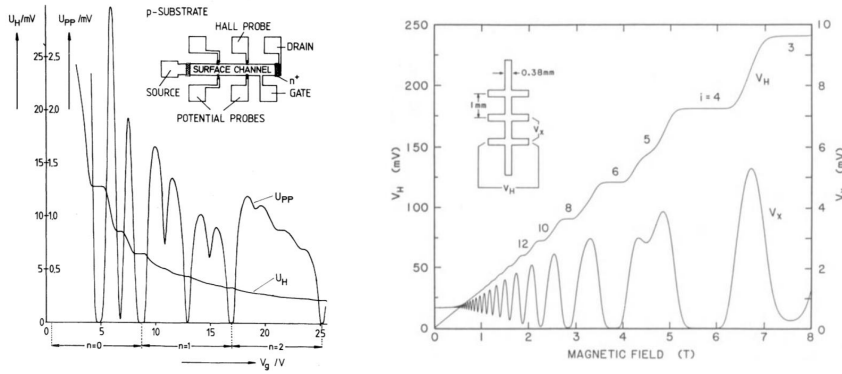 U_H/mV U_PP/mV
p-SUBSTRATE
HALL PROBE
DRAIN
SURFACE CHANNEL
n⁺
SOURCE
GATE
POTENTIAL PROBES
25 2.5
20 2.0
15 1.5
10 1.0
5 0.5
0 0
U_PP
U_H
0 5 10 15 20 25
n=0 n=1 n=2
V_g/V
250
200
150
100
50
0
V_H (mV)
0.38mm
1mm
V_X
V_H
3
V_H
i=4
5
6
8
10
12
V_X
10
8
6
4
2
0
(mV)
0 1 2 3 4 5 6 7 8
MAGNETIC FIELD (T)